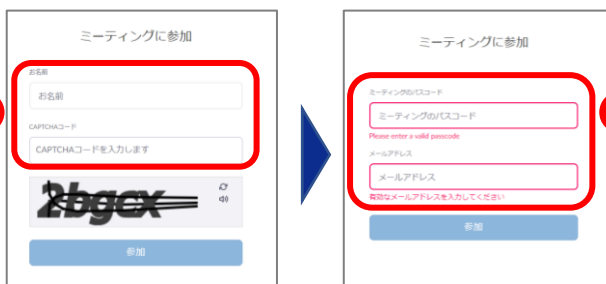 ミーティングに参加
お名前
お名前
CAPTCHAコード
CAPTCHAコードを入力します
2bgcx
参加
ミーティングに参加
ミーティングのパスコード
ミーティングのパスコード
Please enter a valid passcode
メールアドレス
メールアドレス
有効なメールアドレスを入力してください
参加